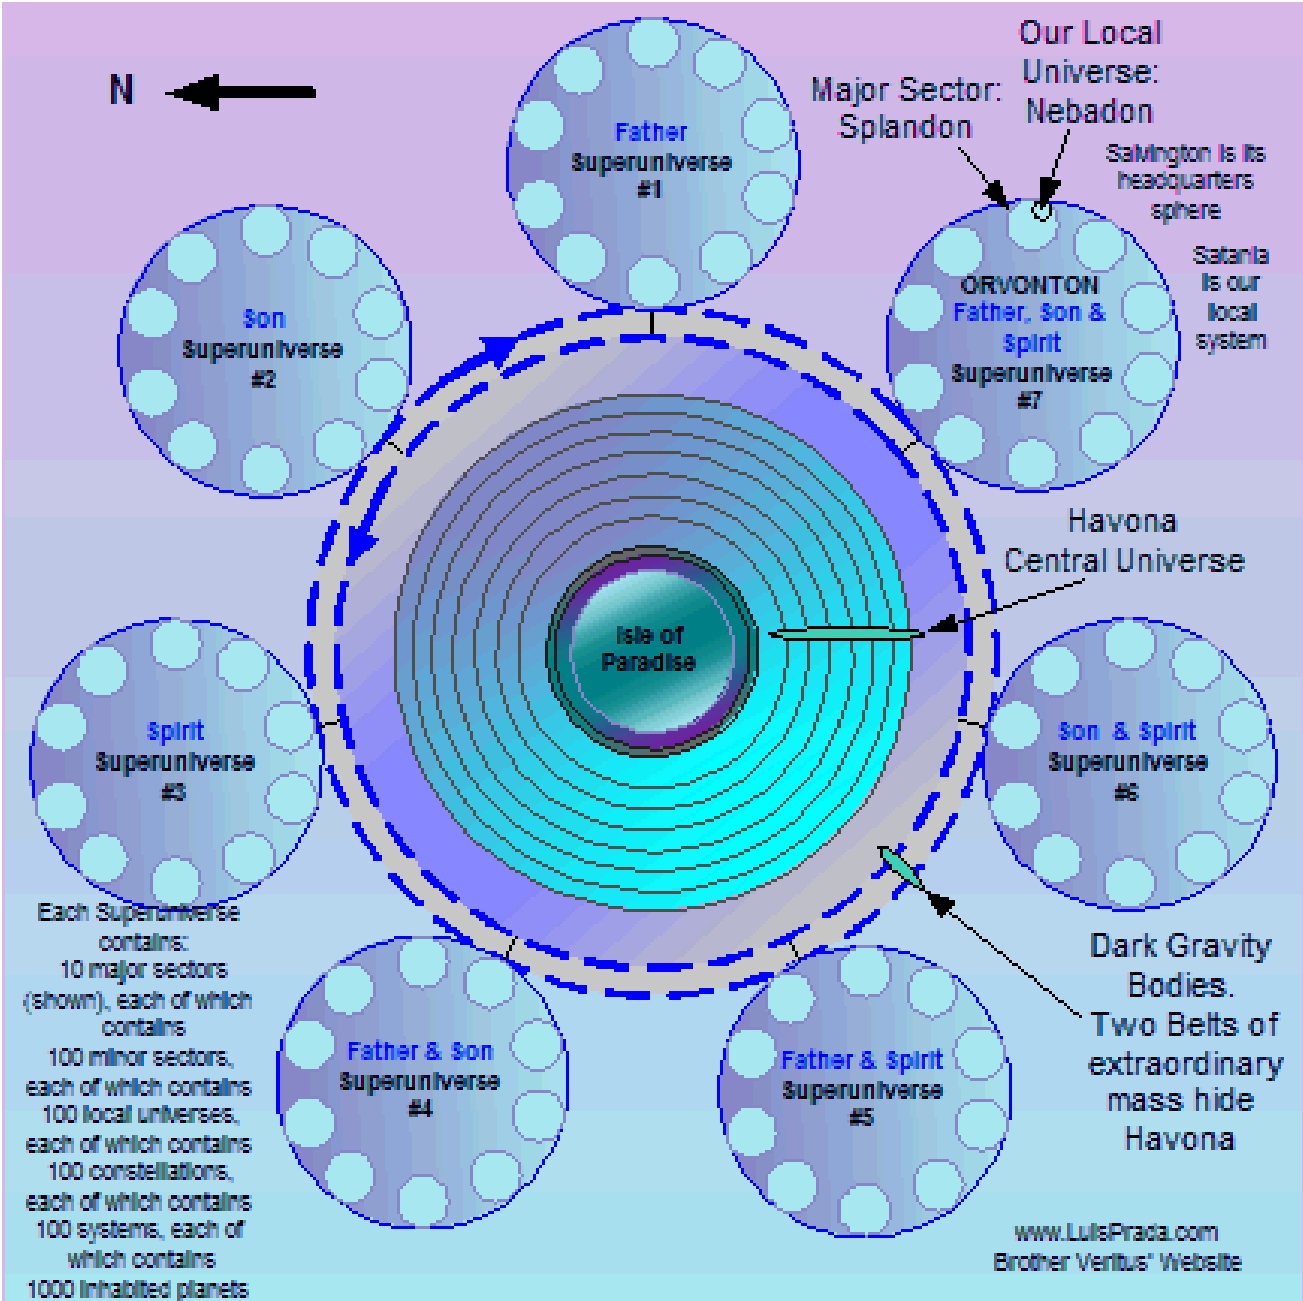 N
Father
Superuniverse
#1
Major Sector:
Splandon
Our Local
Universe:
Nebadon
Salvington is its
headquarters
sphere
Satania
is our
local
system
ORVONTON
Father, Son &
Spirit
Superuniverse
#7
Son
Superuniverse
#2
Havona
Central Universe
Isle of
Paradise
Spirit
Superuniverse
#3
Son & Spirit
Superuniverse
#6
Each Superuniverse
contains:
10 major sectors
(shown), each of which
contains
100 minor sectors,
each of which contains
100 local universes,
each of which contains
100 constellations,
each of which contains
100 systems, each of
which contains
1000 inhabited planets
Father & Son
Superuniverse
#4
Father & Spirit
Superuniverse
#5
Dark Gravity
Bodies.
Two Belts of
extraordinary
mass hide
Havona
www.LuisPrada.com
Brother Veritus' Website